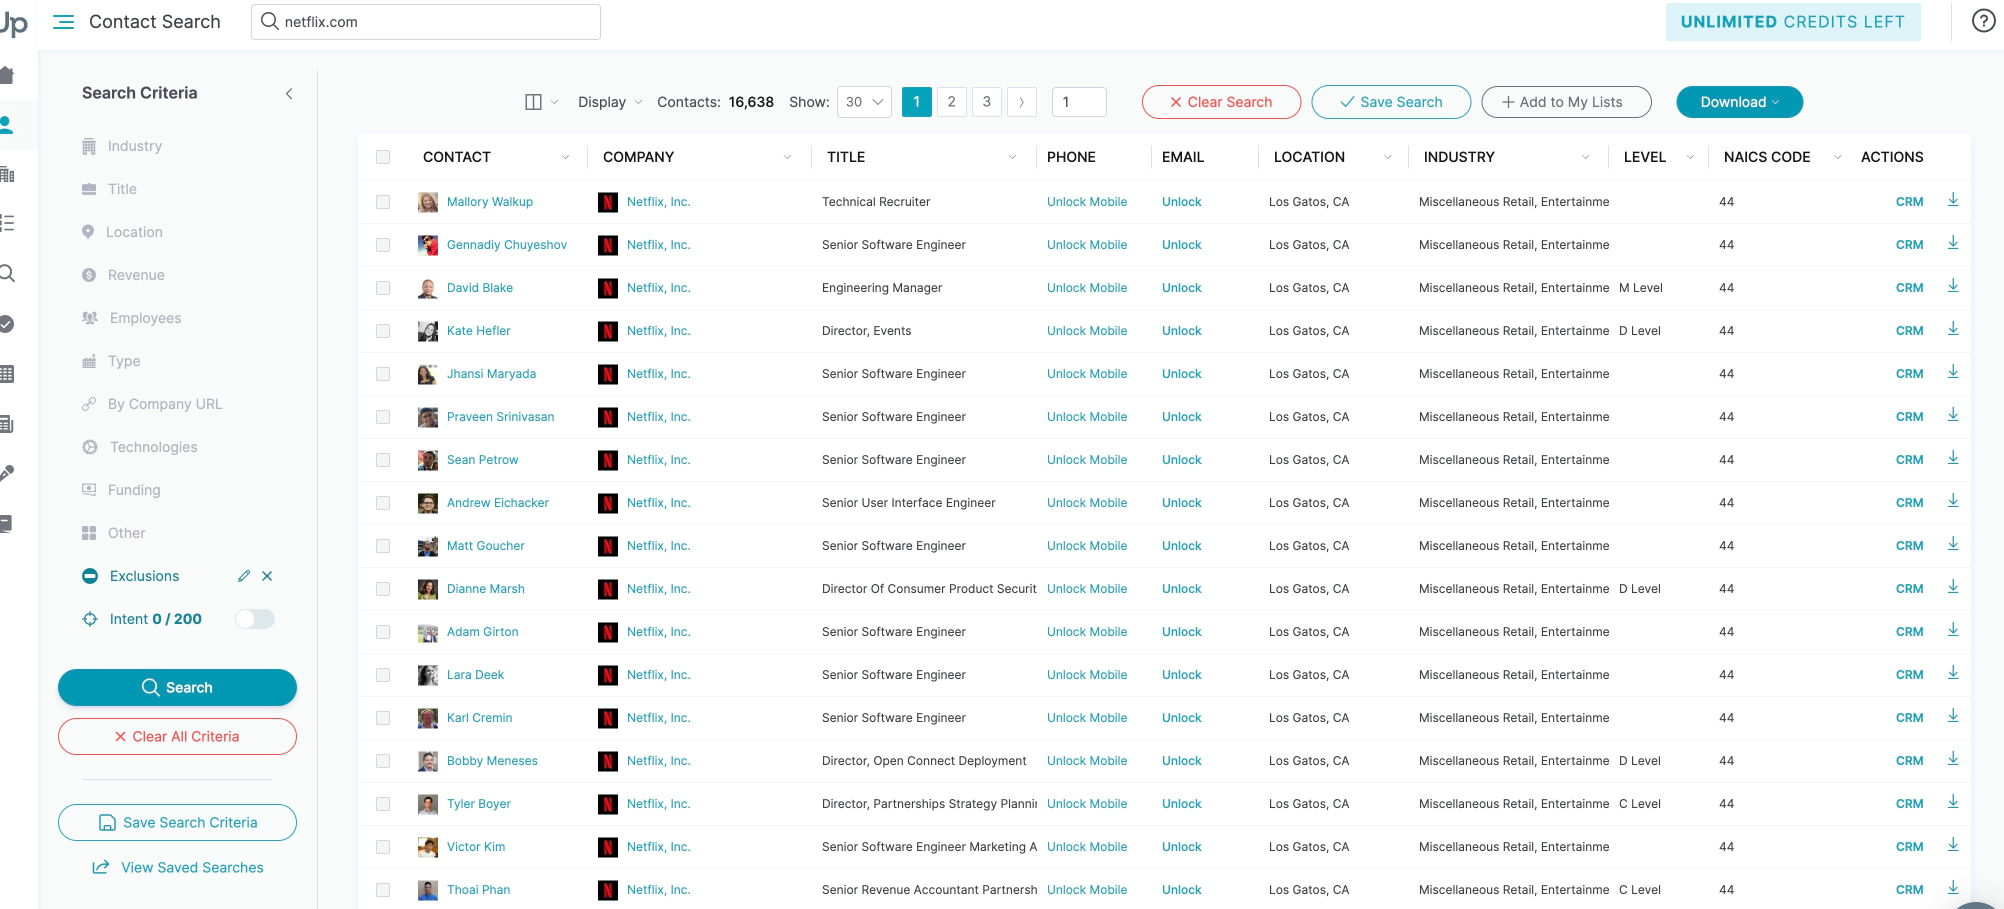 Up
Contact Search
netflix.com
UNLIMITED CREDITS LEFT
?
Search Criteria
Industry
Title
Location
Revenue
Employees
Type
By Company URL
Technologies
Funding
Other
Exclusions
Intent 0 / 200
Search
Clear All Criteria
Save Search Criteria
View Saved Searches
Display Contacts: 16,638 Show: 30 1 2 3 1 Clear Search Save Search Add to My Lists Download
CONTACT COMPANY TITLE PHONE EMAIL LOCATION INDUSTRY LEVEL NAICS CODE ACTIONS
Mallory Walkup Netflix, Inc. Technical Recruiter Unlock Mobile Unlock Los Gatos, CA Miscellaneous Retail, Entertainme 44 CRM
Gennadiy Chuyeshov Netflix, Inc. Senior Software Engineer Unlock Mobile Unlock Los Gatos, CA Miscellaneous Retail, Entertainme 44 CRM
David Blake Netflix, Inc. Engineering Manager Unlock Mobile Unlock Los Gatos, CA Miscellaneous Retail, Entertainme M Level 44 CRM
Kate Hefler Netflix, Inc. Director, Events Unlock Mobile Unlock Los Gatos, CA Miscellaneous Retail, Entertainme D Level 44 CRM
Jhansi Maryada Netflix, Inc. Senior Software Engineer Unlock Mobile Unlock Los Gatos, CA Miscellaneous Retail, Entertainme 44 CRM
Praveen Srinivasan Netflix, Inc. Senior Software Engineer Unlock Mobile Unlock Los Gatos, CA Miscellaneous Retail, Entertainme 44 CRM
Sean Petrow Netflix, Inc. Senior Software Engineer Unlock Mobile Unlock Los Gatos, CA Miscellaneous Retail, Entertainme 44 CRM
Andrew Eichacker Netflix, Inc. Senior User Interface Engineer Unlock Mobile Unlock Los Gatos, CA Miscellaneous Retail, Entertainme 44 CRM
Matt Goucher Netflix, Inc. Senior Software Engineer Unlock Mobile Unlock Los Gatos, CA Miscellaneous Retail, Entertainme 44 CRM
Dianne Marsh Netflix, Inc. Director Of Consumer Product Securit Unlock Mobile Unlock Los Gatos, CA Miscellaneous Retail, Entertainme D Level 44 CRM
Adam Girton Netflix, Inc. Senior Software Engineer Unlock Mobile Unlock Los Gatos, CA Miscellaneous Retail, Entertainme 44 CRM
Lara Deek Netflix, Inc. Senior Software Engineer Unlock Mobile Unlock Los Gatos, CA Miscellaneous Retail, Entertainme 44 CRM
Karl Cremin Netflix, Inc. Senior Software Engineer Unlock Mobile Unlock Los Gatos, CA Miscellaneous Retail, Entertainme 44 CRM
Bobby Meneses Netflix, Inc. Director, Open Connect Deployment Unlock Mobile Unlock Los Gatos, CA Miscellaneous Retail, Entertainme D Level 44 CRM
Tyler Boyer Netflix, Inc. Director, Partnerships Strategy Plannin Unlock Mobile Unlock Los Gatos, CA Miscellaneous Retail, Entertainme C Level 44 CRM
Victor Kim Netflix, Inc. Senior Software Engineer Marketing A Unlock Mobile Unlock Los Gatos, CA Miscellaneous Retail, Entertainme 44 CRM
Thoai Phan Netflix, Inc. Senior Revenue Accountant Partnersh Unlock Mobile Unlock Los Gatos, CA Miscellaneous Retail, Entertainme C Level 44 CRM